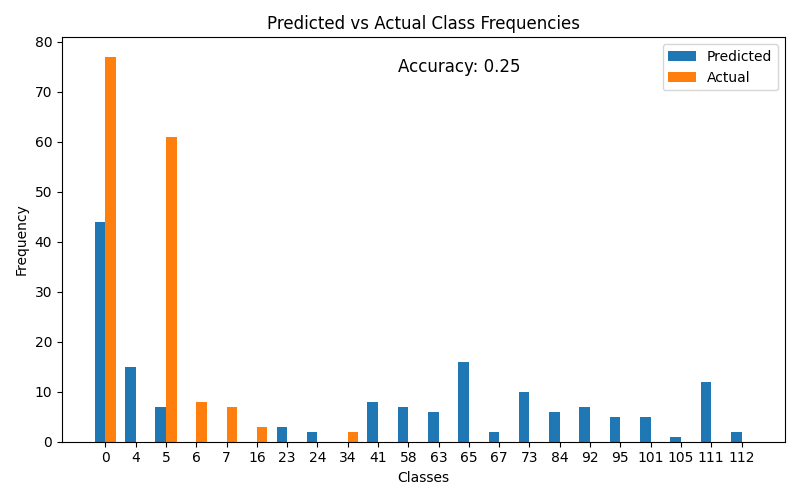 Predicted vs Actual Class Frequencies
Accuracy: 0.25
Predicted
Actual
80
70
60
50
40
30
20
10
0
Frequency
0 4 5 6 7 16 23 24 34 41 58 63 65 67 73 84 92 95 101 105 111 112
Classes